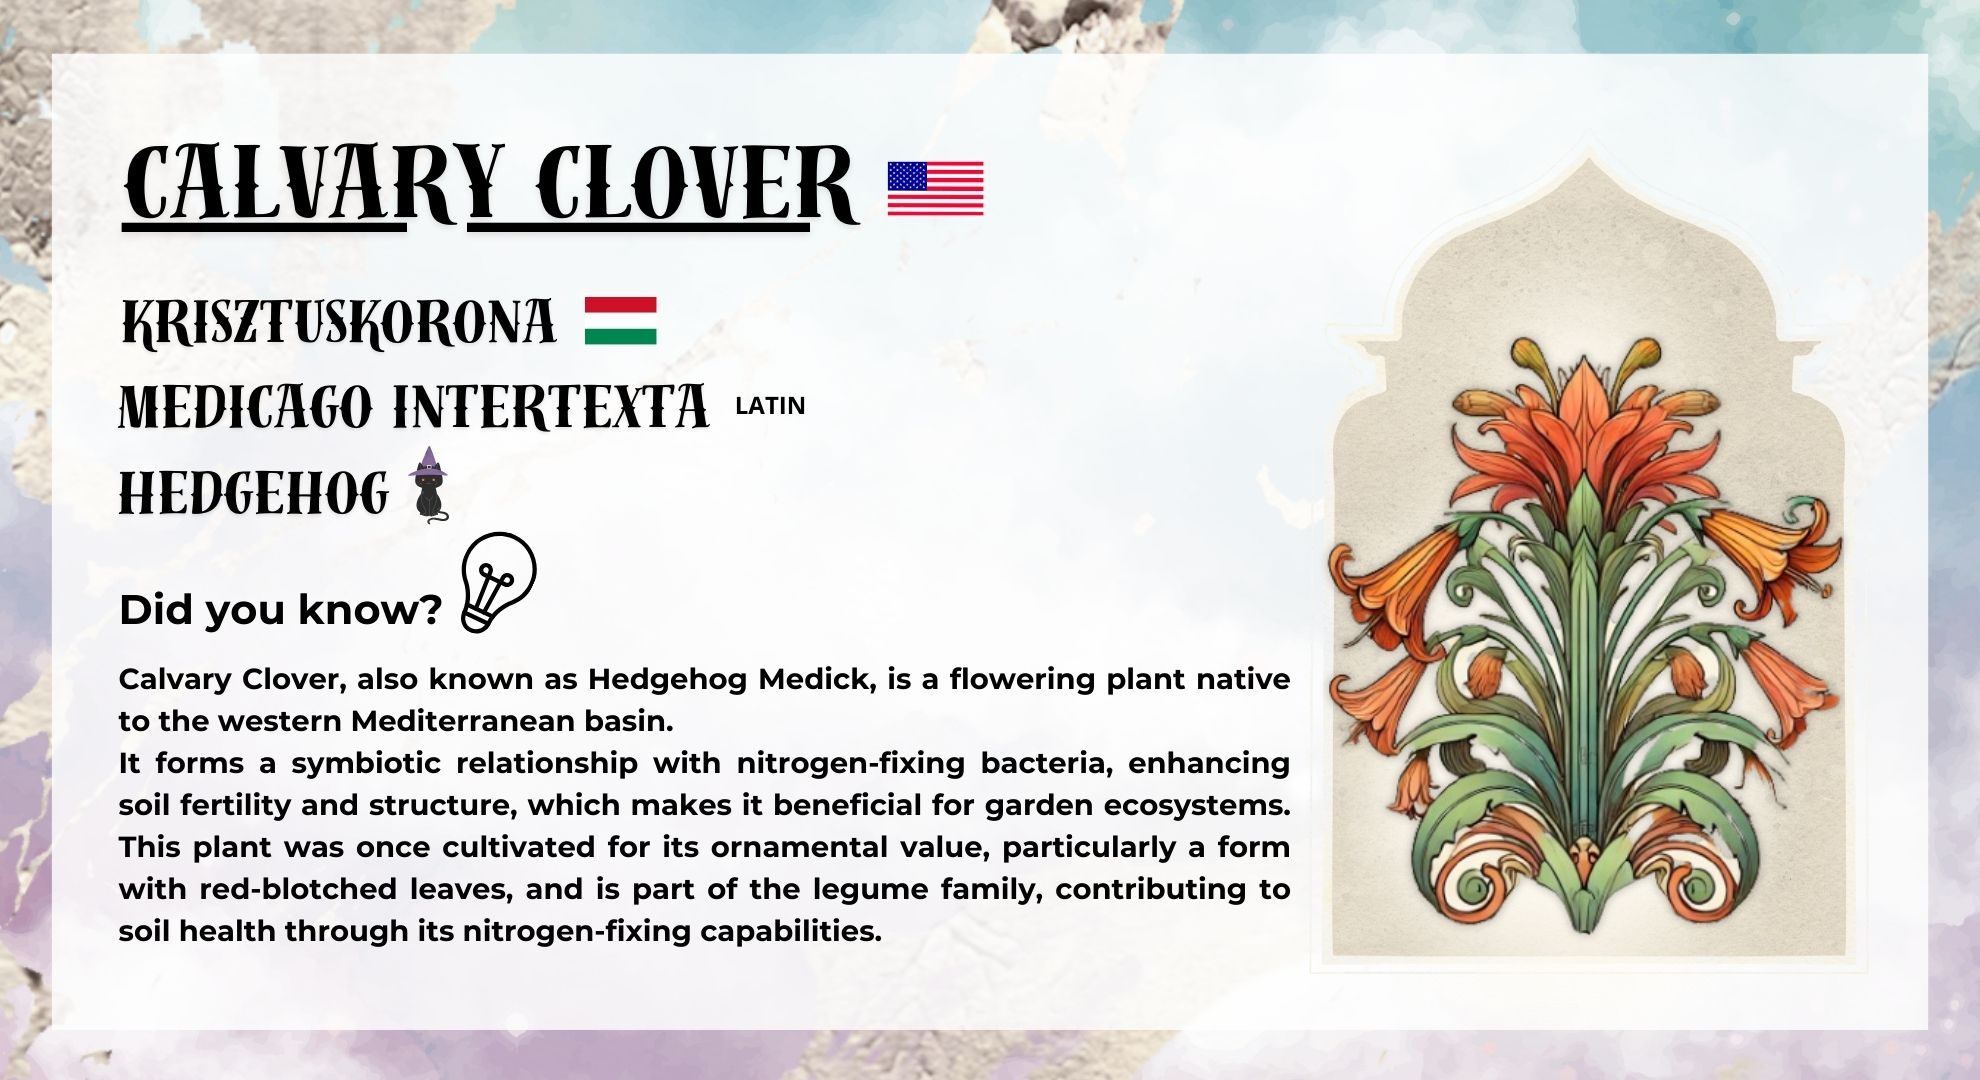 CALVARY CLOVER
KRISZTUSKORONA
MEDICAGO INTERTEXTA LATIN
HEDGEHOG
Did you know?
Calvary Clover, also known as Hedgehog Medick, is a flowering plant native
to the western Mediterranean basin.
It forms a symbiotic relationship with nitrogen-fixing bacteria, enhancing
soil fertility and structure, which makes it beneficial for garden ecosystems.
This plant was once cultivated for its ornamental value, particularly a form
with red-blotched leaves, and is part of the legume family, contributing to
soil health through its nitrogen-fixing capabilities.